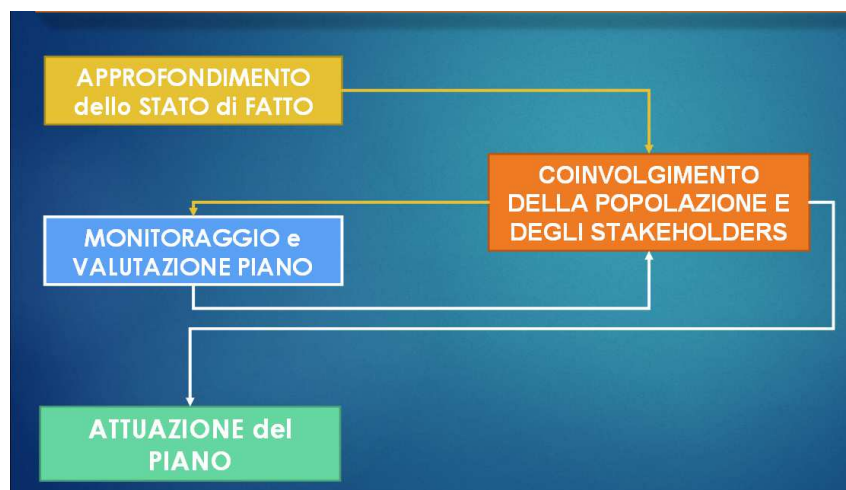 APPROFONDIMENTO
dello STATO di FATTO
COINVOLGIMENTO
DELLA POPOLAZIONE E
DEGLI STAKEHOLDERS
MONITORAGGIO e
VALUTAZIONE PIANO
ATTUAZIONE del
PIANO